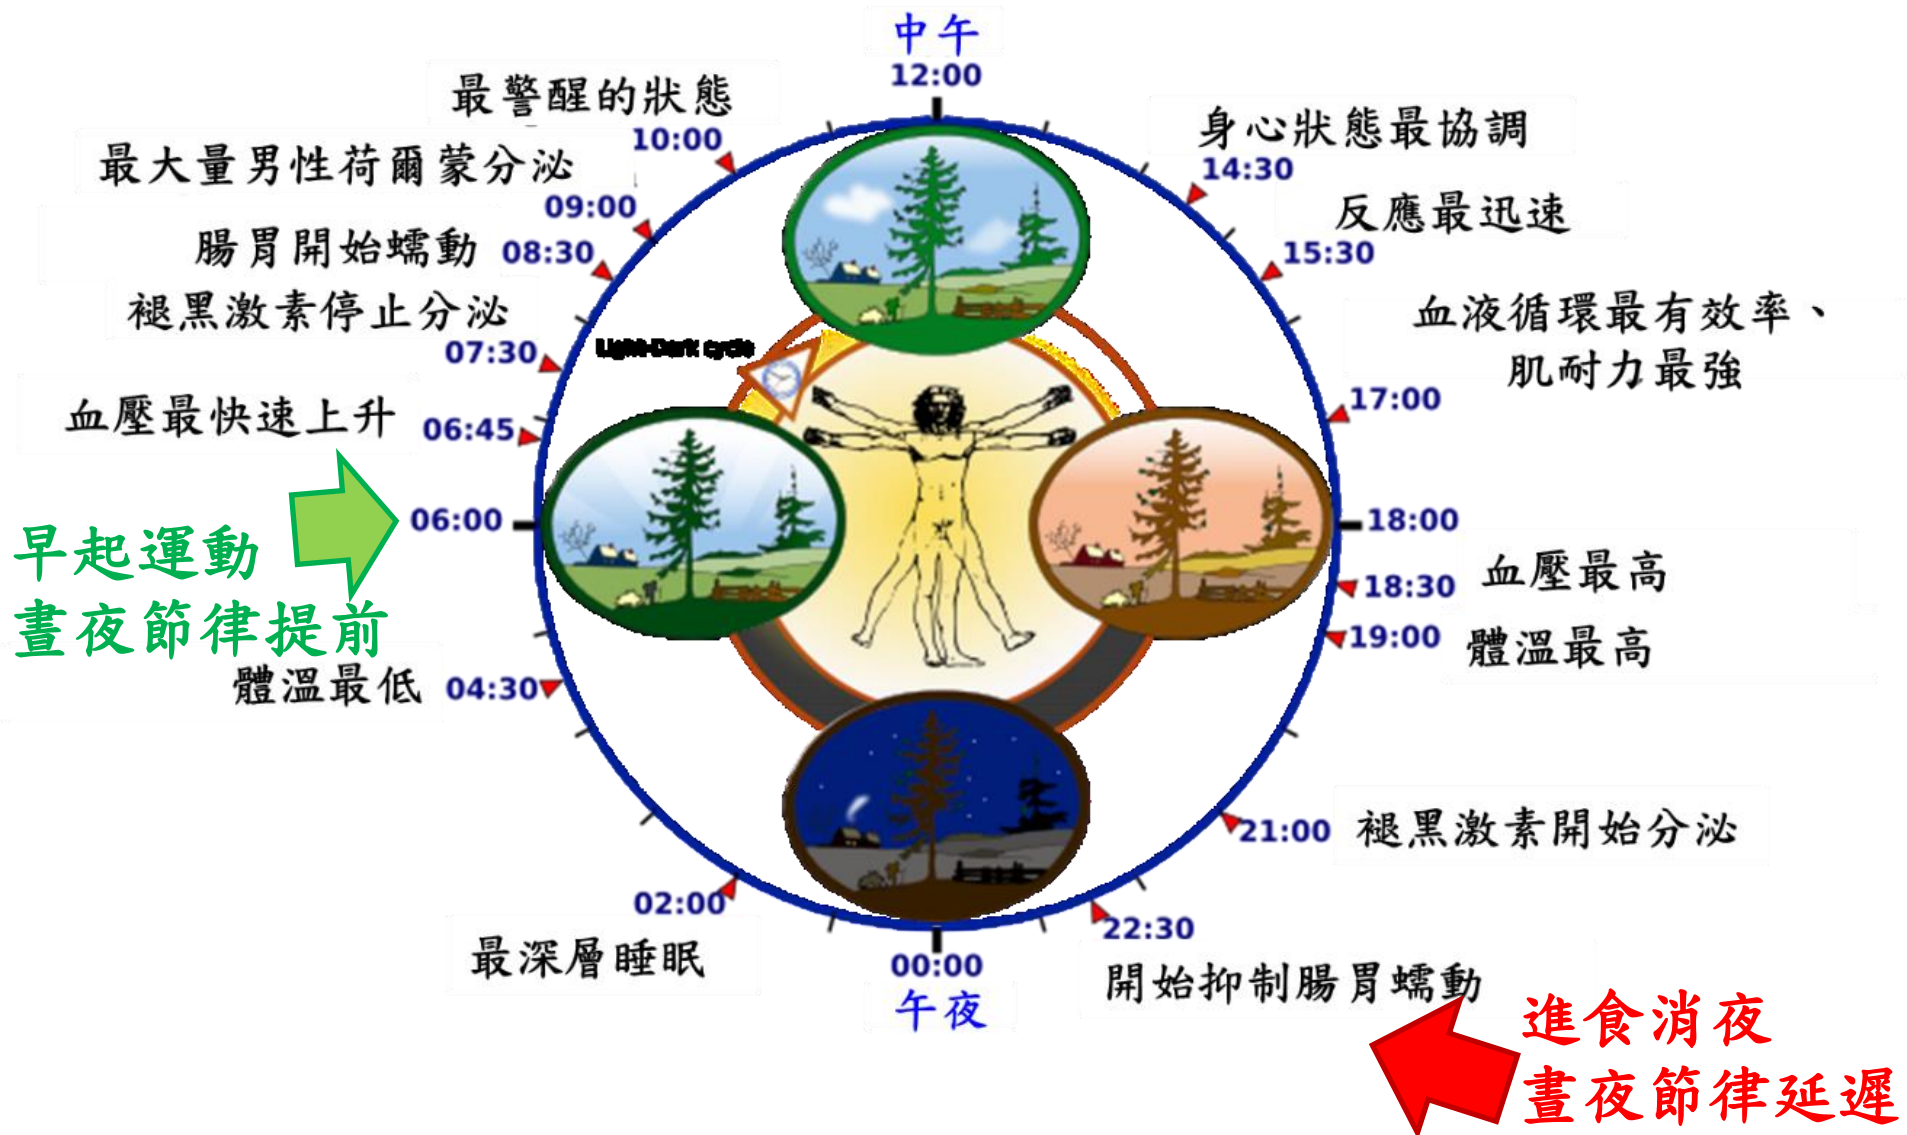 中午
12:00
最警醒的狀態
10:00
最大量男性荷爾蒙分泌
09:00
腸胃開始蠕動
08:30
褪黑激素停止分泌
07:30
Light-Dark cycle
血壓最快速上升
06:45
06:00
早起運動
晝夜節律提前
體溫最低
04:30
02:00
最深層睡眠
00:00
午夜
身心狀態最協調
14:30
反應最迅速
15:30
血液循環最有效率、
肌耐力最強
17:00
18:00
18:30
血壓最高
19:00
體溫最高
21:00
褪黑激素開始分泌
22:30
開始抑制腸胃蠕動
進食消夜
晝夜節律延遲